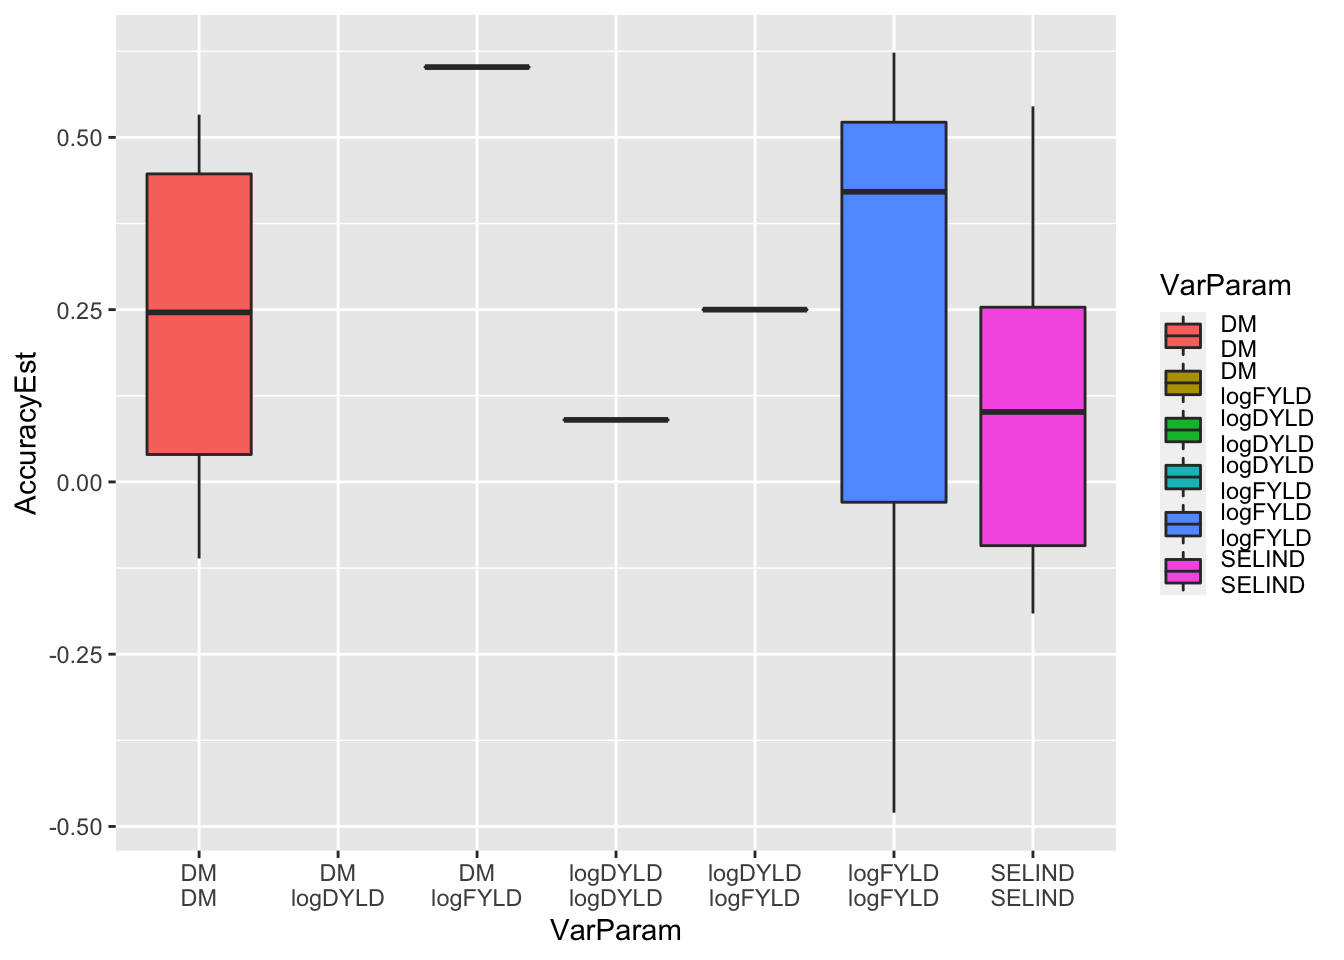 AccuracyEst
0.50
0.25
0.00
-0.25
-0.50
DM DM DM logDYLD logDYLD logFYLD SELIND
DM logDYLD logFYLD logDYLD logFYLD logFYLD SELIND
VarParam
VarParam
DM
DM
DM
logFYLD
logDYLD
logDYLD
logDYLD
logFYLD
logFYLD
logFYLD
SELIND
SELIND